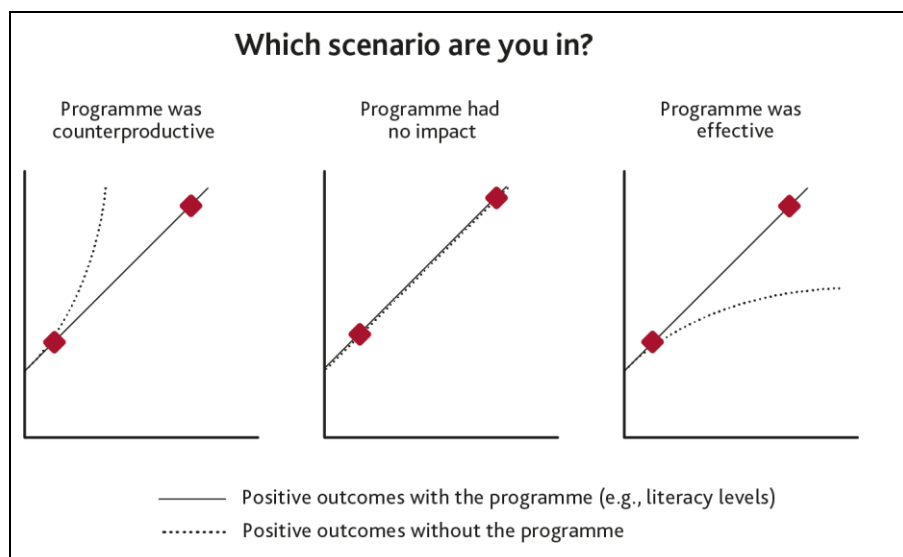 Which scenario are you in?
Programme was
counterproductive
Programme had
no impact
Programme was
effective
Positive outcomes with the programme (e.g., literacy levels)
Positive outcomes without the programme